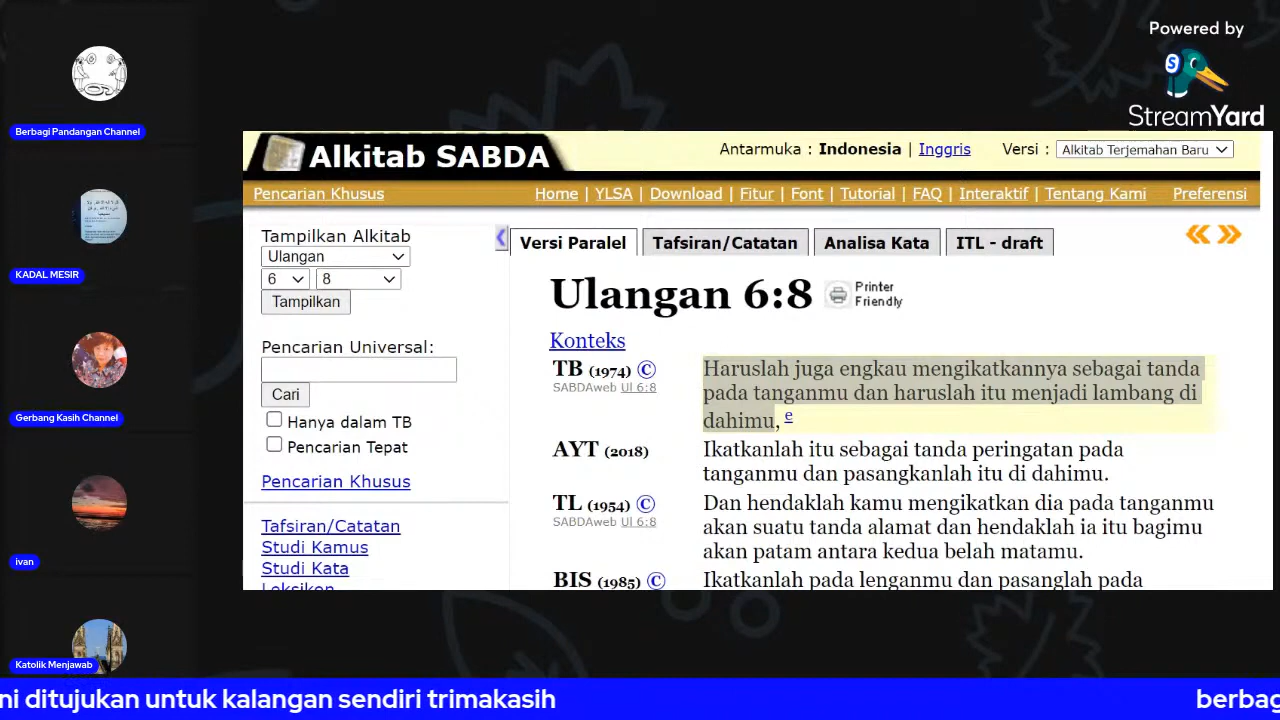 Powered by
S
StreamYard
Berbagi Pandangan Channel
KADAL MESIR
Gerbang Kasih Channel
ivan
Katolik Menjawab
Alkitab SABDA
Antarmuka : Indonesia | Inggris Versi : Alkitab Terjemahan Baru
Pencarian Khusus Home | YLSA | Download | Fitur | Font | Tutorial | FAQ | Interaktif | Tentang Kami Preferensi
Tampilkan Alkitab
Ulangan
6 8
Tampilkan
Pencarian Universal:
Cari
Hanya dalam TB
Pencarian Tepat
Pencarian Khusus
Tafsiran/Catatan
Studi Kamus
Studi Kata
Leksikon
Versi Paralel Tafsiran/Catatan Analisa Kata ITL - draft
Ulangan 6:8 Printer
Friendly
Konteks
TB (1974) ©
SABDAweb Ul 6:8
Haruslah juga engkau mengikatkannya sebagai tanda
pada tanganmu dan haruslah itu menjadi lambang di
dahimu, e
AYT (2018)
Ikatkanlah itu sebagai tanda peringatan pada
tanganmu dan pasangkanlah itu di dahimu.
TL (1954) ©
SABDAweb Ul 6:8
Dan hendaklah kamu mengikatkan dia pada tanganmu
akan suatu tanda alamat dan hendaklah ia itu bagimu
akan patam antara kedua belah matamu.
BIS (1985) ©
Ikatkanlah pada lenganmu dan pasanglah pada
ni ditujukan untuk kalangan sendiri trimakasih berbag